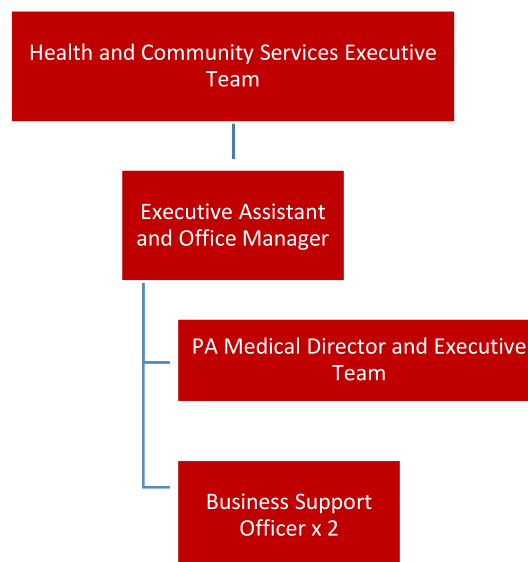 Health and Community Services Executive
Team
Executive Assistant
and Office Manager
PA Medical Director and Executive
Team
Business Support
Officer x 2